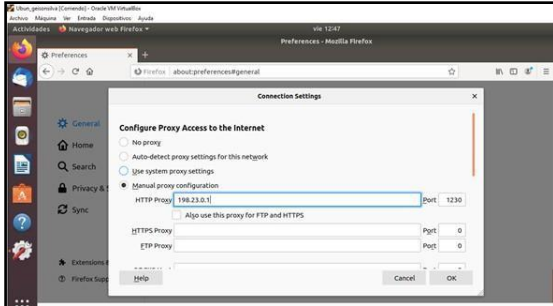 Ubun_geronsilva [Corriendo] - Oracle VM VirtualBox
Archivo Máquina Ver Entrada Dispositivos Ayuda
Actividades Navegador web Firefox vie 12:47
Preferences - Mozilla Firefox
Preferences
Firefox about:preferences#general
Connection Settings
General
Home
Search
Privacy &
Sync
Extensions
Firefox Supp
Configure Proxy Access to the Internet
No proxy
Auto-detect proxy settings for this network
Use system proxy settings
Manual proxy configuration
HTTP Proxy 198.23.0.1 Port 1230
Also use this proxy for FTP and HTTPS
HTTPS Proxy Port 0
FTP Proxy Port 0
Help Cancel OK